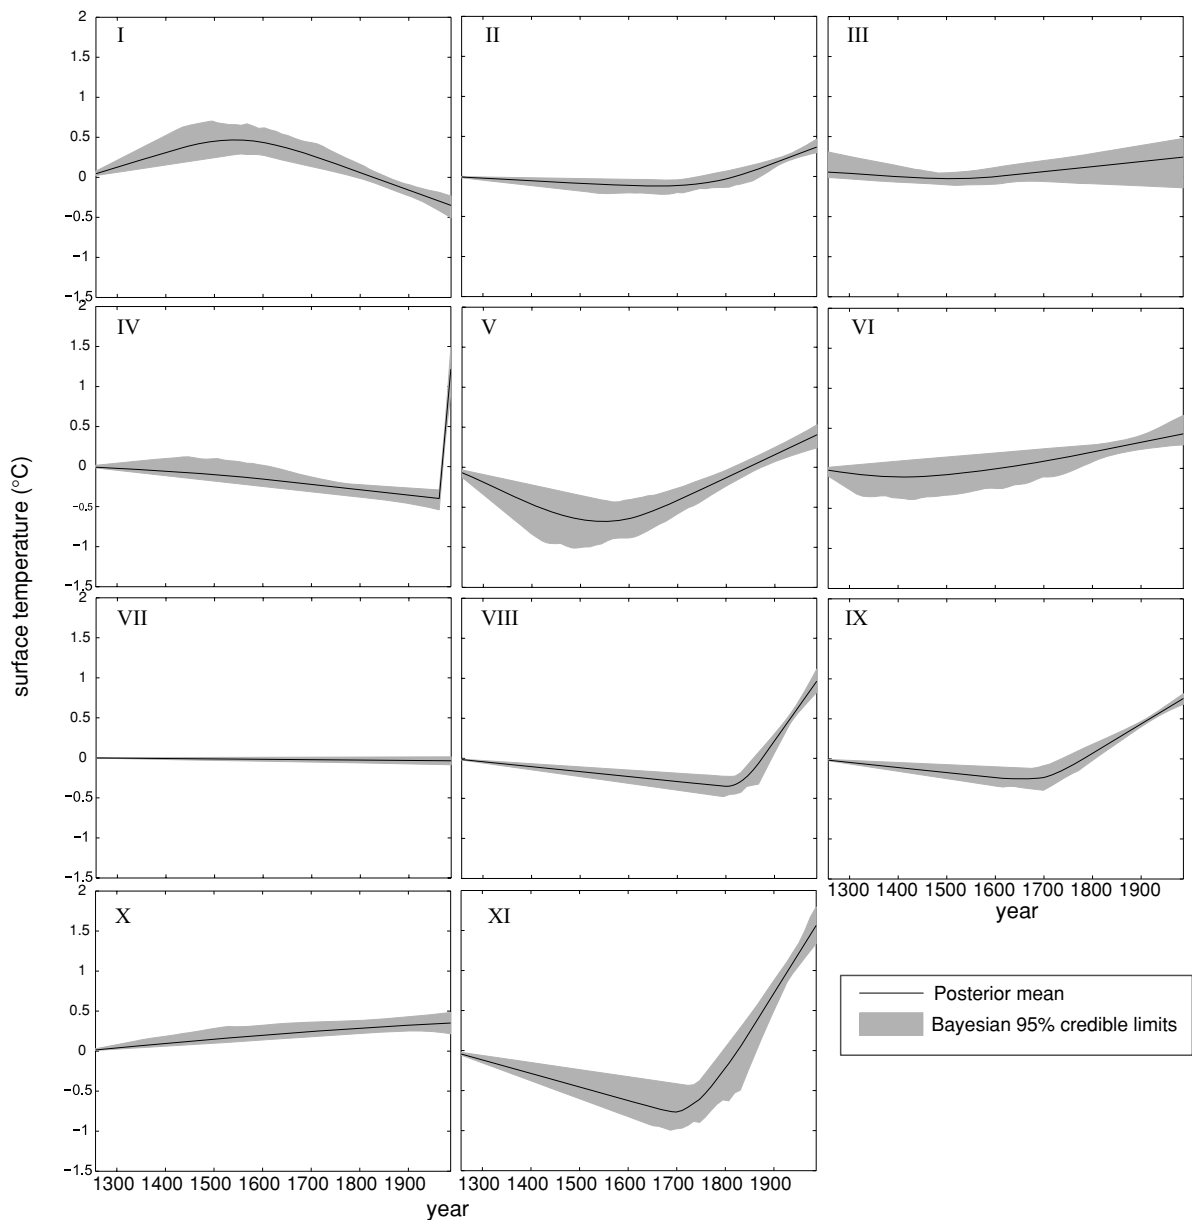 I
II
III
2
1.5
1
0.5
0
−0.5
−1
−1.5
IV
V
VI
2
1.5
1
0.5
0
−0.5
−1
−1.5
VII
VIII
IX
2
1.5
1
0.5
0
−0.5
−1
−1.5
1300 1400 1500 1600 1700 1800 1900
year
X
XI
2
1.5
1
0.5
0
−0.5
−1
−1.5
1300 1400 1500 1600 1700 1800 1900
1300 1400 1500 1600 1700 1800 1900
year
surface temperature (°C)
Posterior mean
Bayesian 95% credible limits